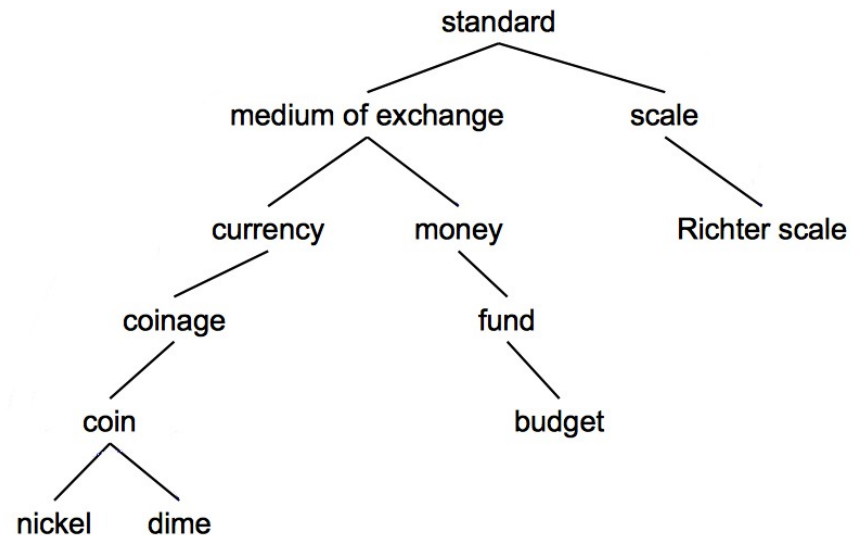 standard
medium of exchange scale
currency money Richter scale
coinage fund
coin budget
nickel dime